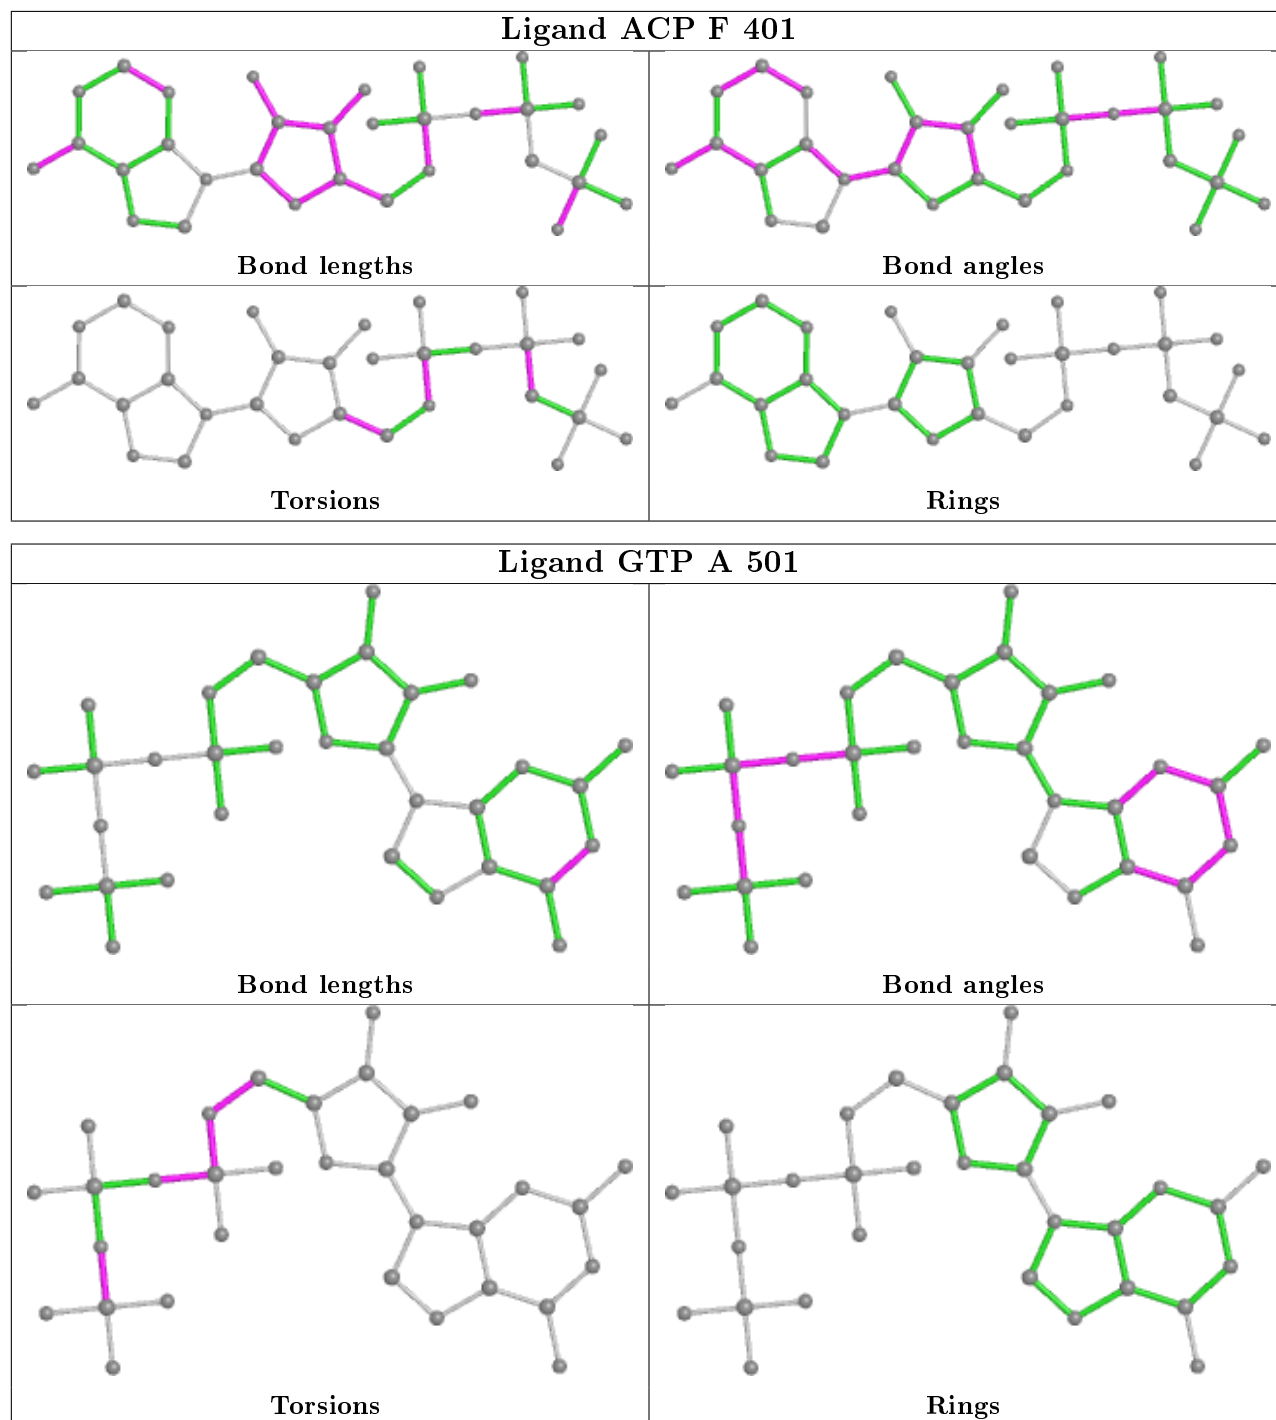 Ligand ACP F 401
Bond lengths
Bond angles
Torsions
Rings
Ligand GTP A 501
Bond lengths
Bond angles
Torsions
Rings